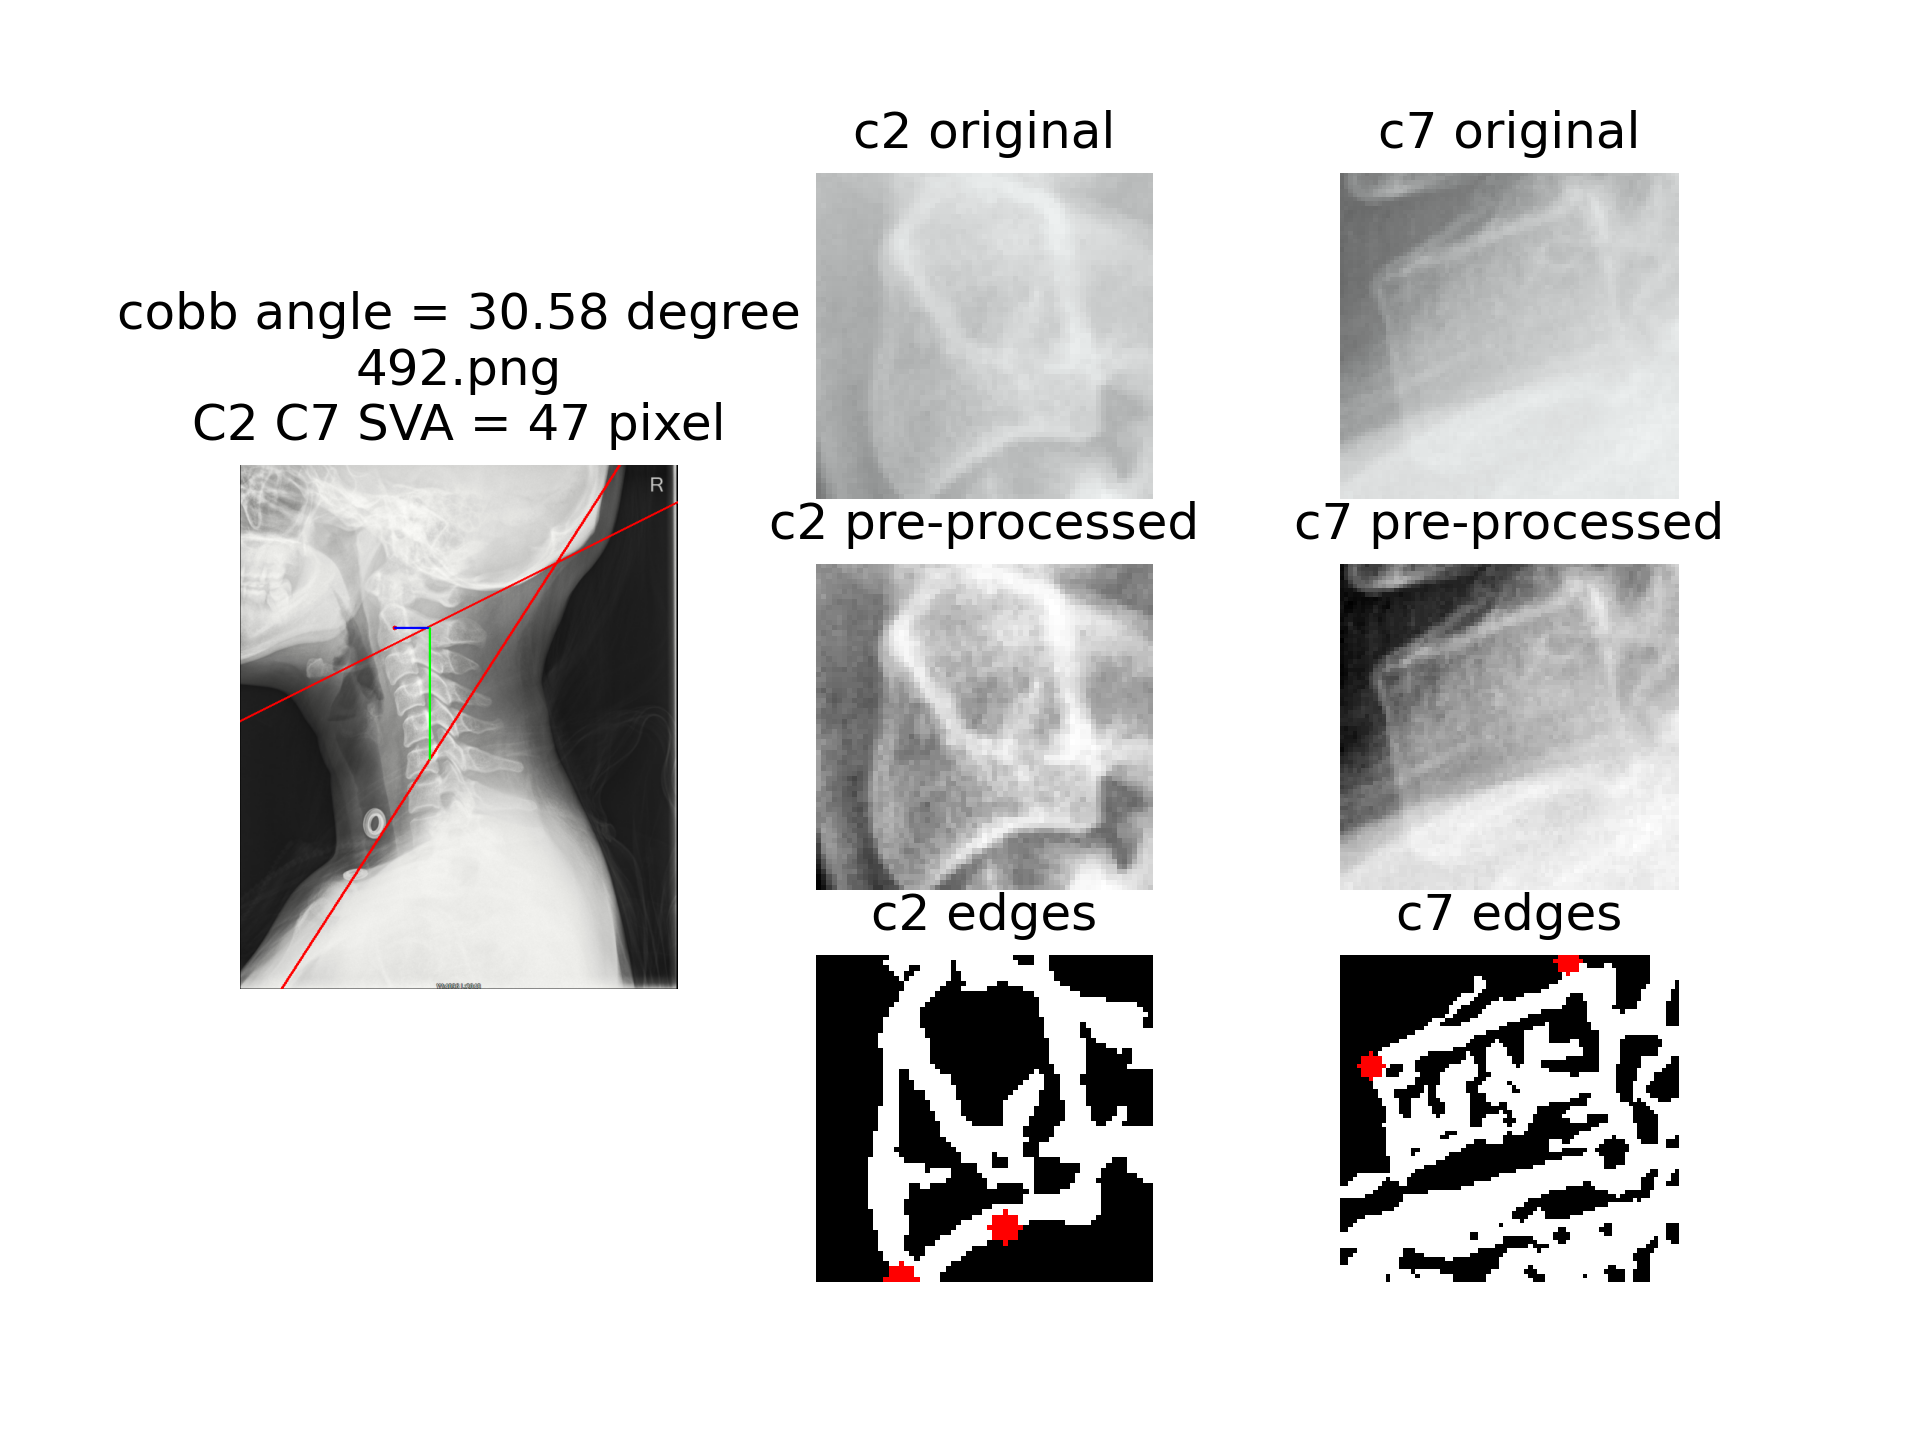 cobb angle = 30.58 degree
492.png
C2 C7 SVA = 47 pixel
R
c2 original
c7 original
c2 pre-processed
c7 pre-processed
c2 edges
c7 edges